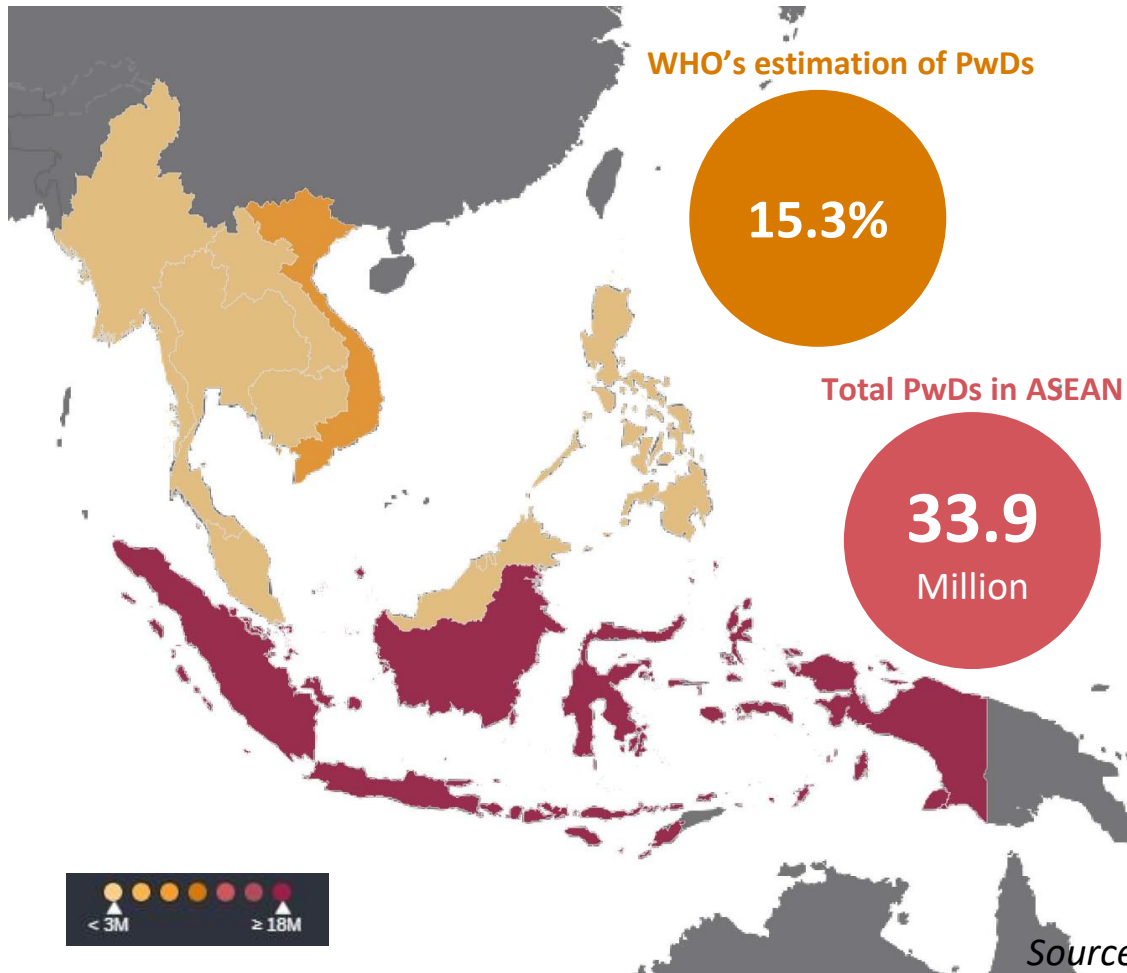 WHO’s estimation of PwDs
15.3%
Total PwDs in ASEAN
33.9
Million
< 3M
≥ 18M
Source